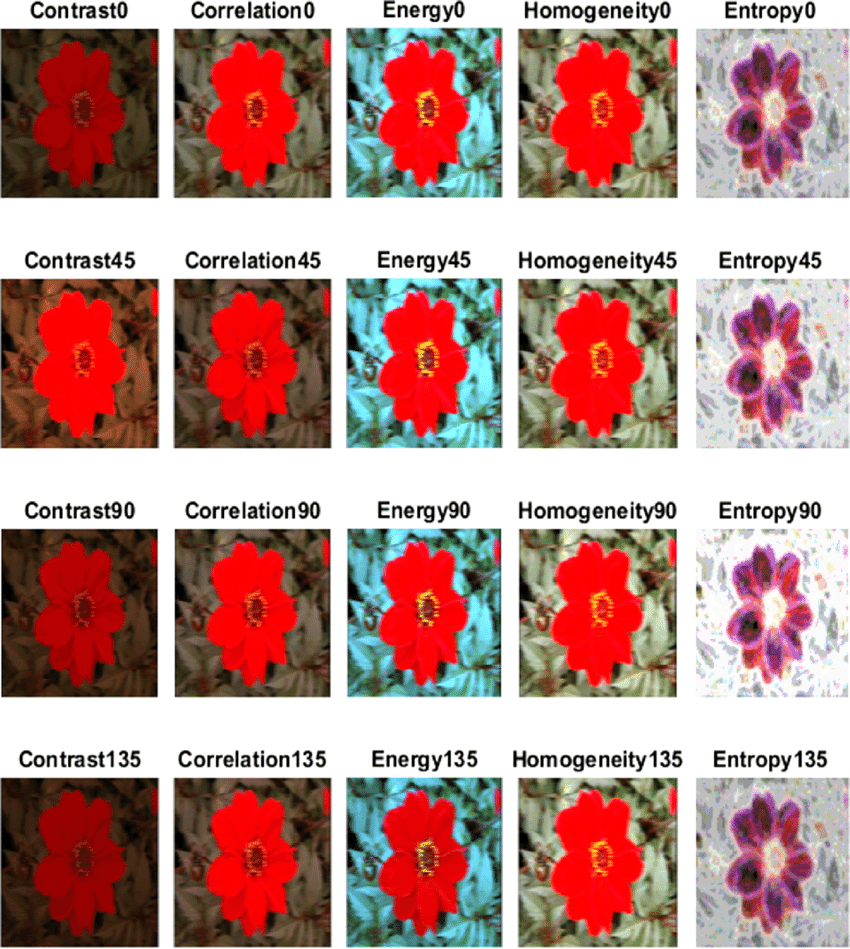 Contrast0 Correlation0 Energy0 Homogeneity0 Entropy0
Contrast45 Correlation45 Energy45 Homogeneity45 Entropy45
Contrast90 Correlation90 Energy90 Homogeneity90 Entropy90
Contrast135 Correlation135 Energy135 Homogeneity135 Entropy135